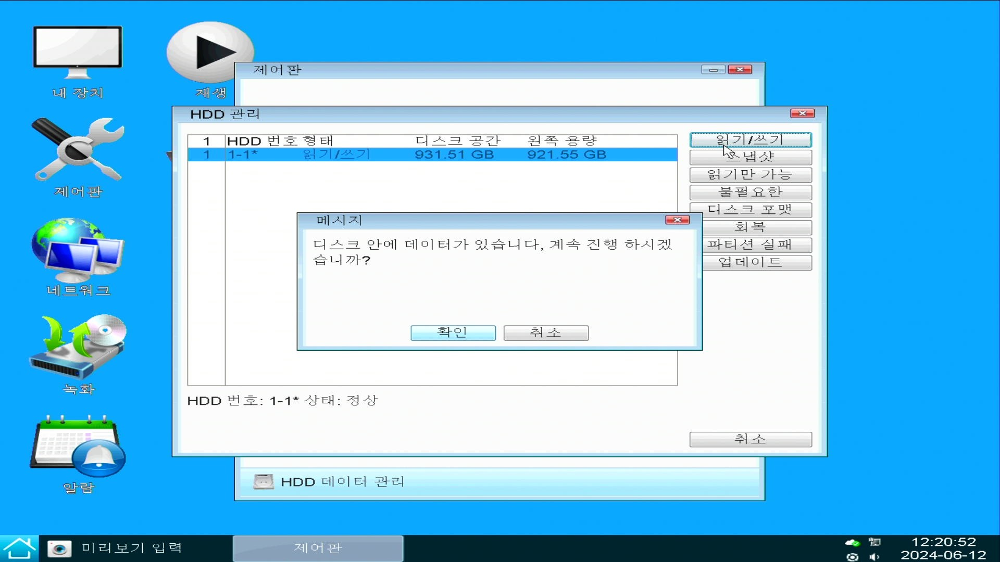 내 장치
재생
제어판
네트워크
녹화
알람
제어판
HDD 관리
1 HDD 번호 형태 디스크 공간 왼쪽 용량
1 1-1* 읽기/쓰기 931.51 GB 921.55 GB
읽기/쓰기
스냅샷
읽기만 가능
불필요한
디스크 포맷
회복
파티션 실패
업데이트
메시지
디스크 안에 데이터가 있습니다, 계속 진행 하시겠
습니까?
확인 취소
HDD 번호: 1-1* 상태: 정상
취소
HDD 데이터 관리
미리보기 입력 제어판
12:20:52
2024-06-12